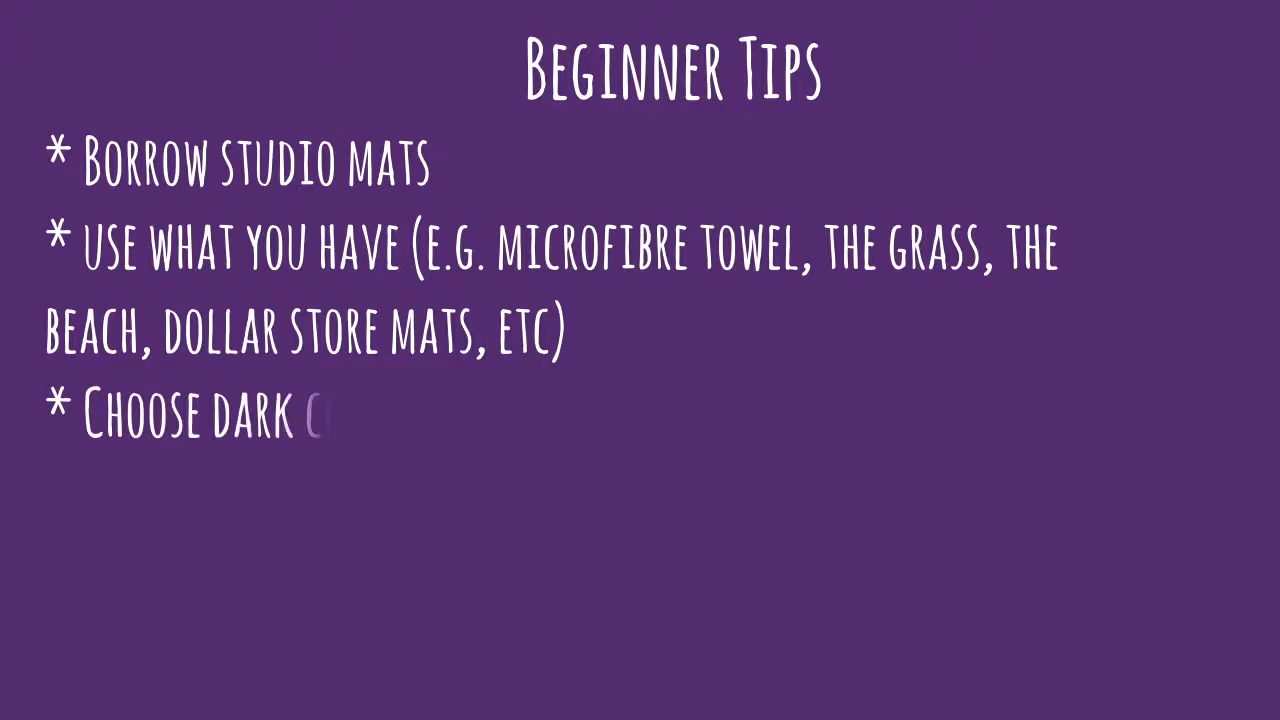 Beginner Tips
* Borrow studio mats
* use what you have (e.g. microfibre towel, the grass, the
beach, dollar store mats, etc)
* Choose dark